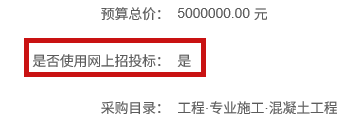 预算总价： 5000000.00 元
是否使用网上招投标： 是
采购目录： 工程·专业施工·混凝土工程